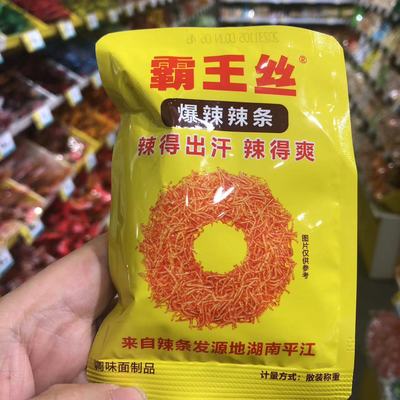 霸王丝®
爆辣辣条
辣得出汗 辣得爽
图片仅供参考
来自辣条发源地湖南平江
调味面制品
计量方式：散装称重